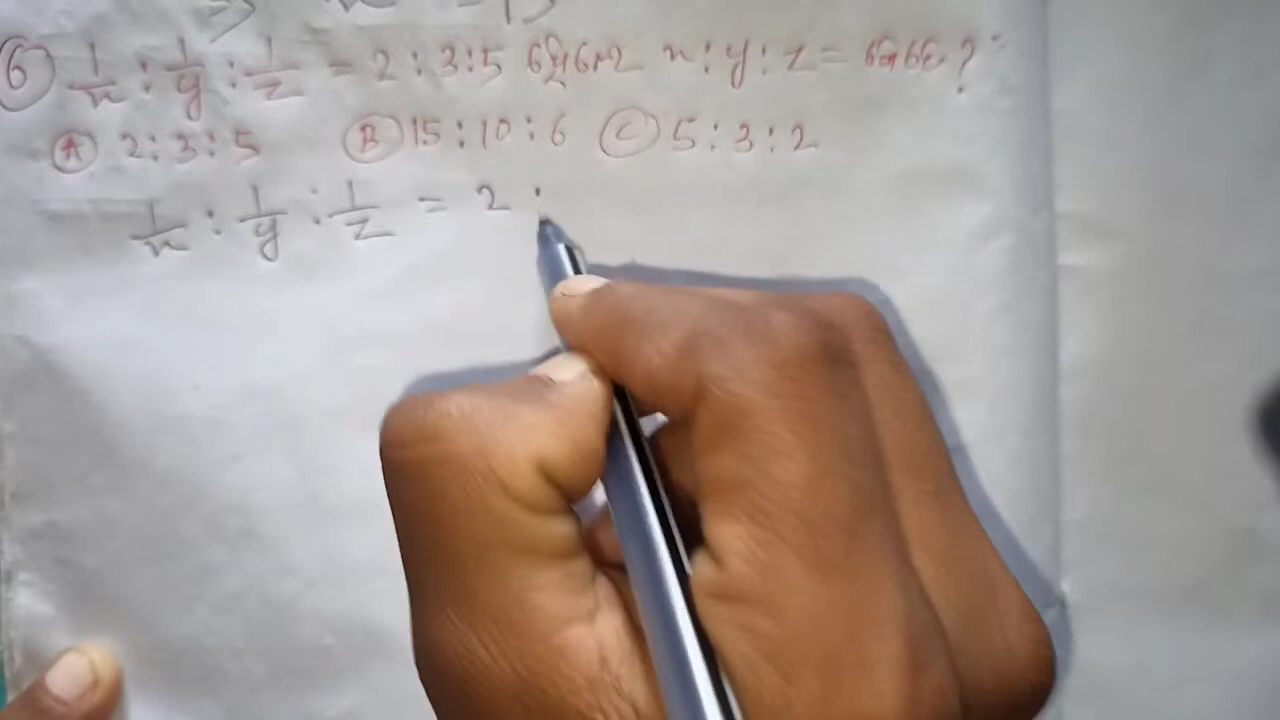 ⇒ x = 15
⑥ 1/x : 1/y : 1/z = 2 : 3 : 5 ହେଲେ x : y : z = କେତେ ?
Ⓐ 2 : 3 : 5 Ⓑ 15 : 10 : 6 Ⓒ 5 : 3 : 2
1/x : 1/y : 1/z = 2 :